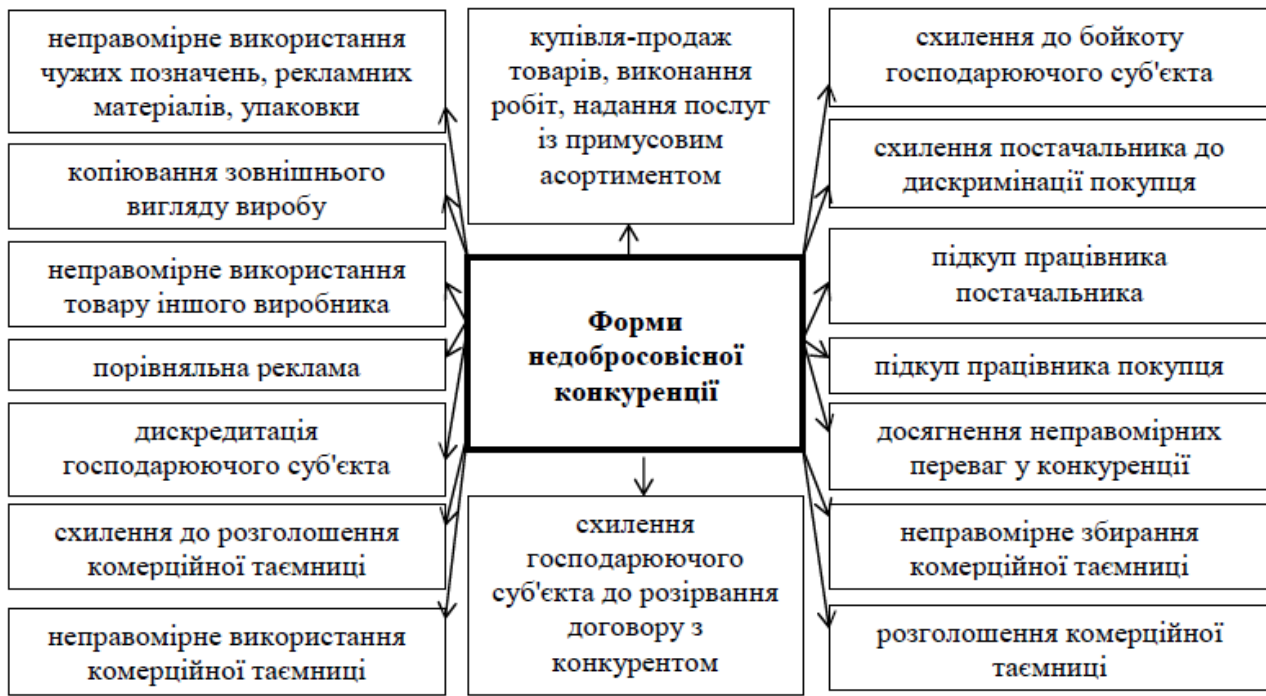 неправомірне використання
чужих позначень, рекламних
матеріалів, упаковки
копіювання зовнішнього
вигляду виробу
неправомірне використання
товару іншого виробника
порівняльна реклама
дискредитація
господарюючого суб'єкта
схилення до розголошення
комерційної таємниці
неправомірне використання
комерційної таємниці
купівля-продаж
товарів, виконання
робіт, надання послуг
із примусовим
асортиментом
Форми
недобросовісної
конкуренції
схилення
господарюючого
суб'єкта до розірвання
договору з
конкурентом
схилення до бойкоту
господарюючого суб'єкта
схилення постачальника до
дискримінації покупця
підкуп працівника
постачальника
підкуп працівника покупця
досягнення неправомірних
переваг у конкуренції
неправомірне збирання
комерційної таємниці
розголошення комерційної
таємниці